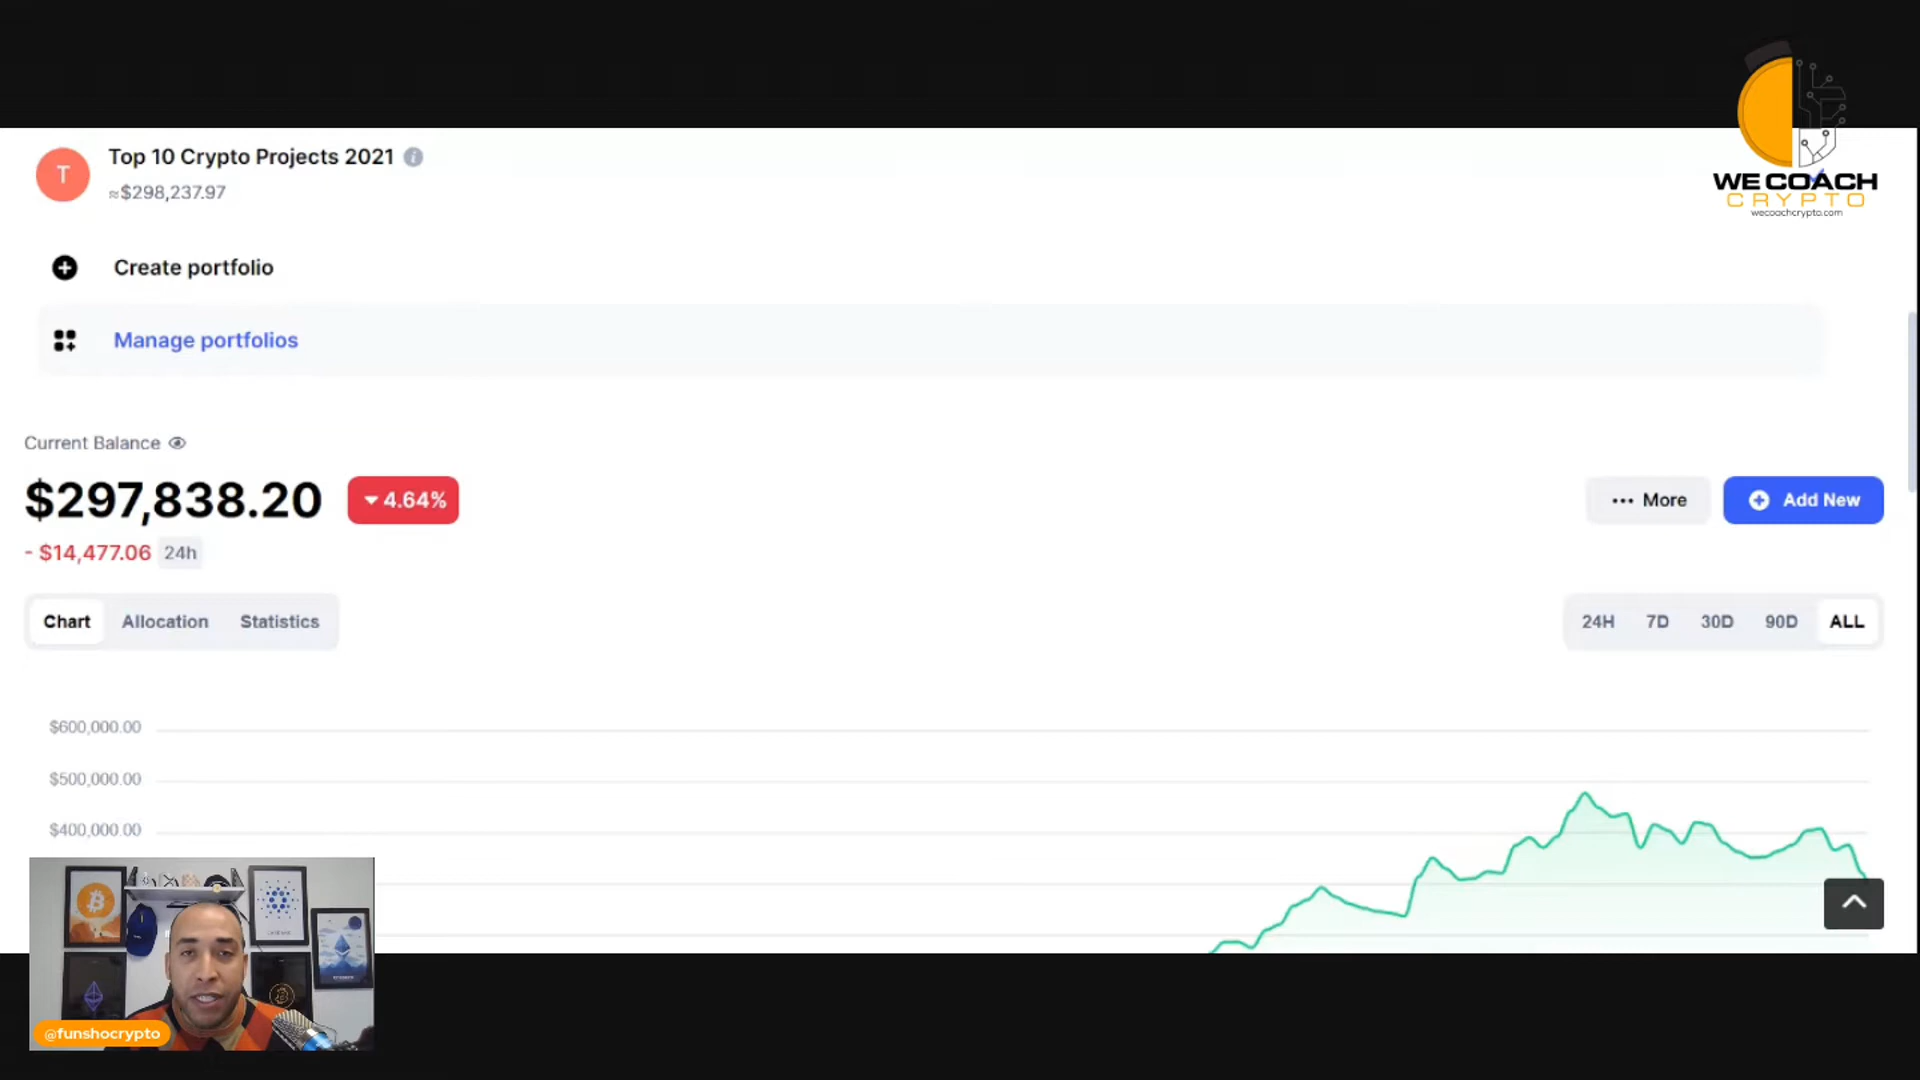 Top 10 Crypto Projects 2021
≈$298,237.97
WE COACH
CRYPTO
wecoachcrypto.com
Create portfolio
Manage portfolios
Current Balance
$297,838.20
4.64%
- $14,477.06 24h
More
Add New
Chart Allocation Statistics
24H 7D 30D 90D ALL
$600,000.00
$500,000.00
$400,000.00
@funshocrypto